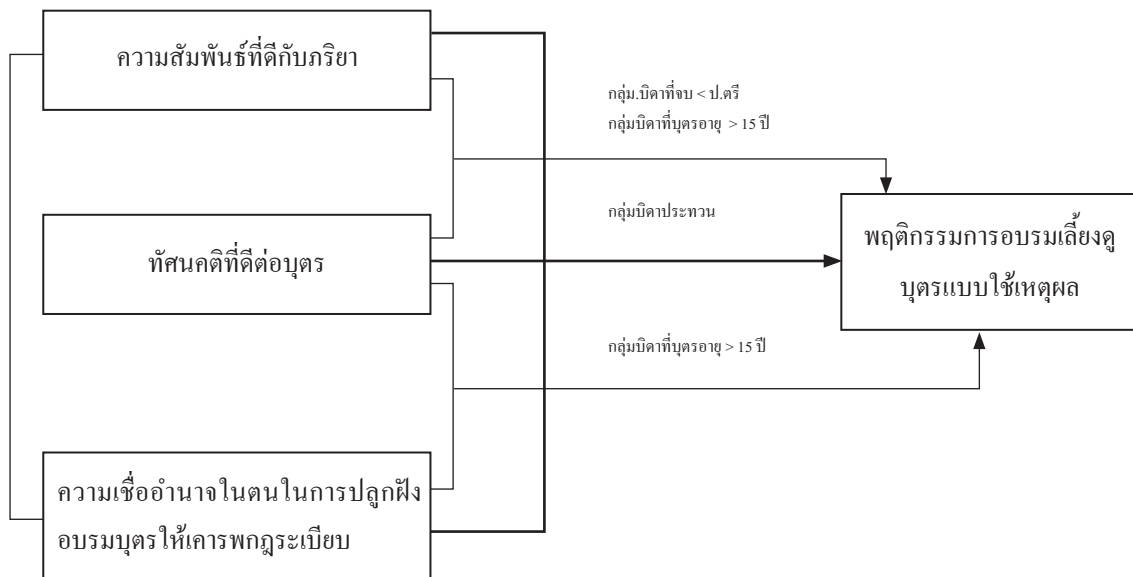 ความสัมพันธ์ที่ดีกับภริยา
กลุ่ม.บิดาที่จบ < ป.ตรี
กลุ่มบิดาที่บุตรอายุ > 15 ปี
กลุ่มบิดาประทวน
ทัศนคติที่ดีต่อบุตร
พฤติกรรมการอบรมเลี้ยงดู
บุตรแบบใช้เหตุผล
กลุ่มบิดาที่บุตรอายุ > 15 ปี
ความเชื่ออำนาจในตนในการปลูกฝัง
อบรมบุตรให้เคารพกฎระเบียบ